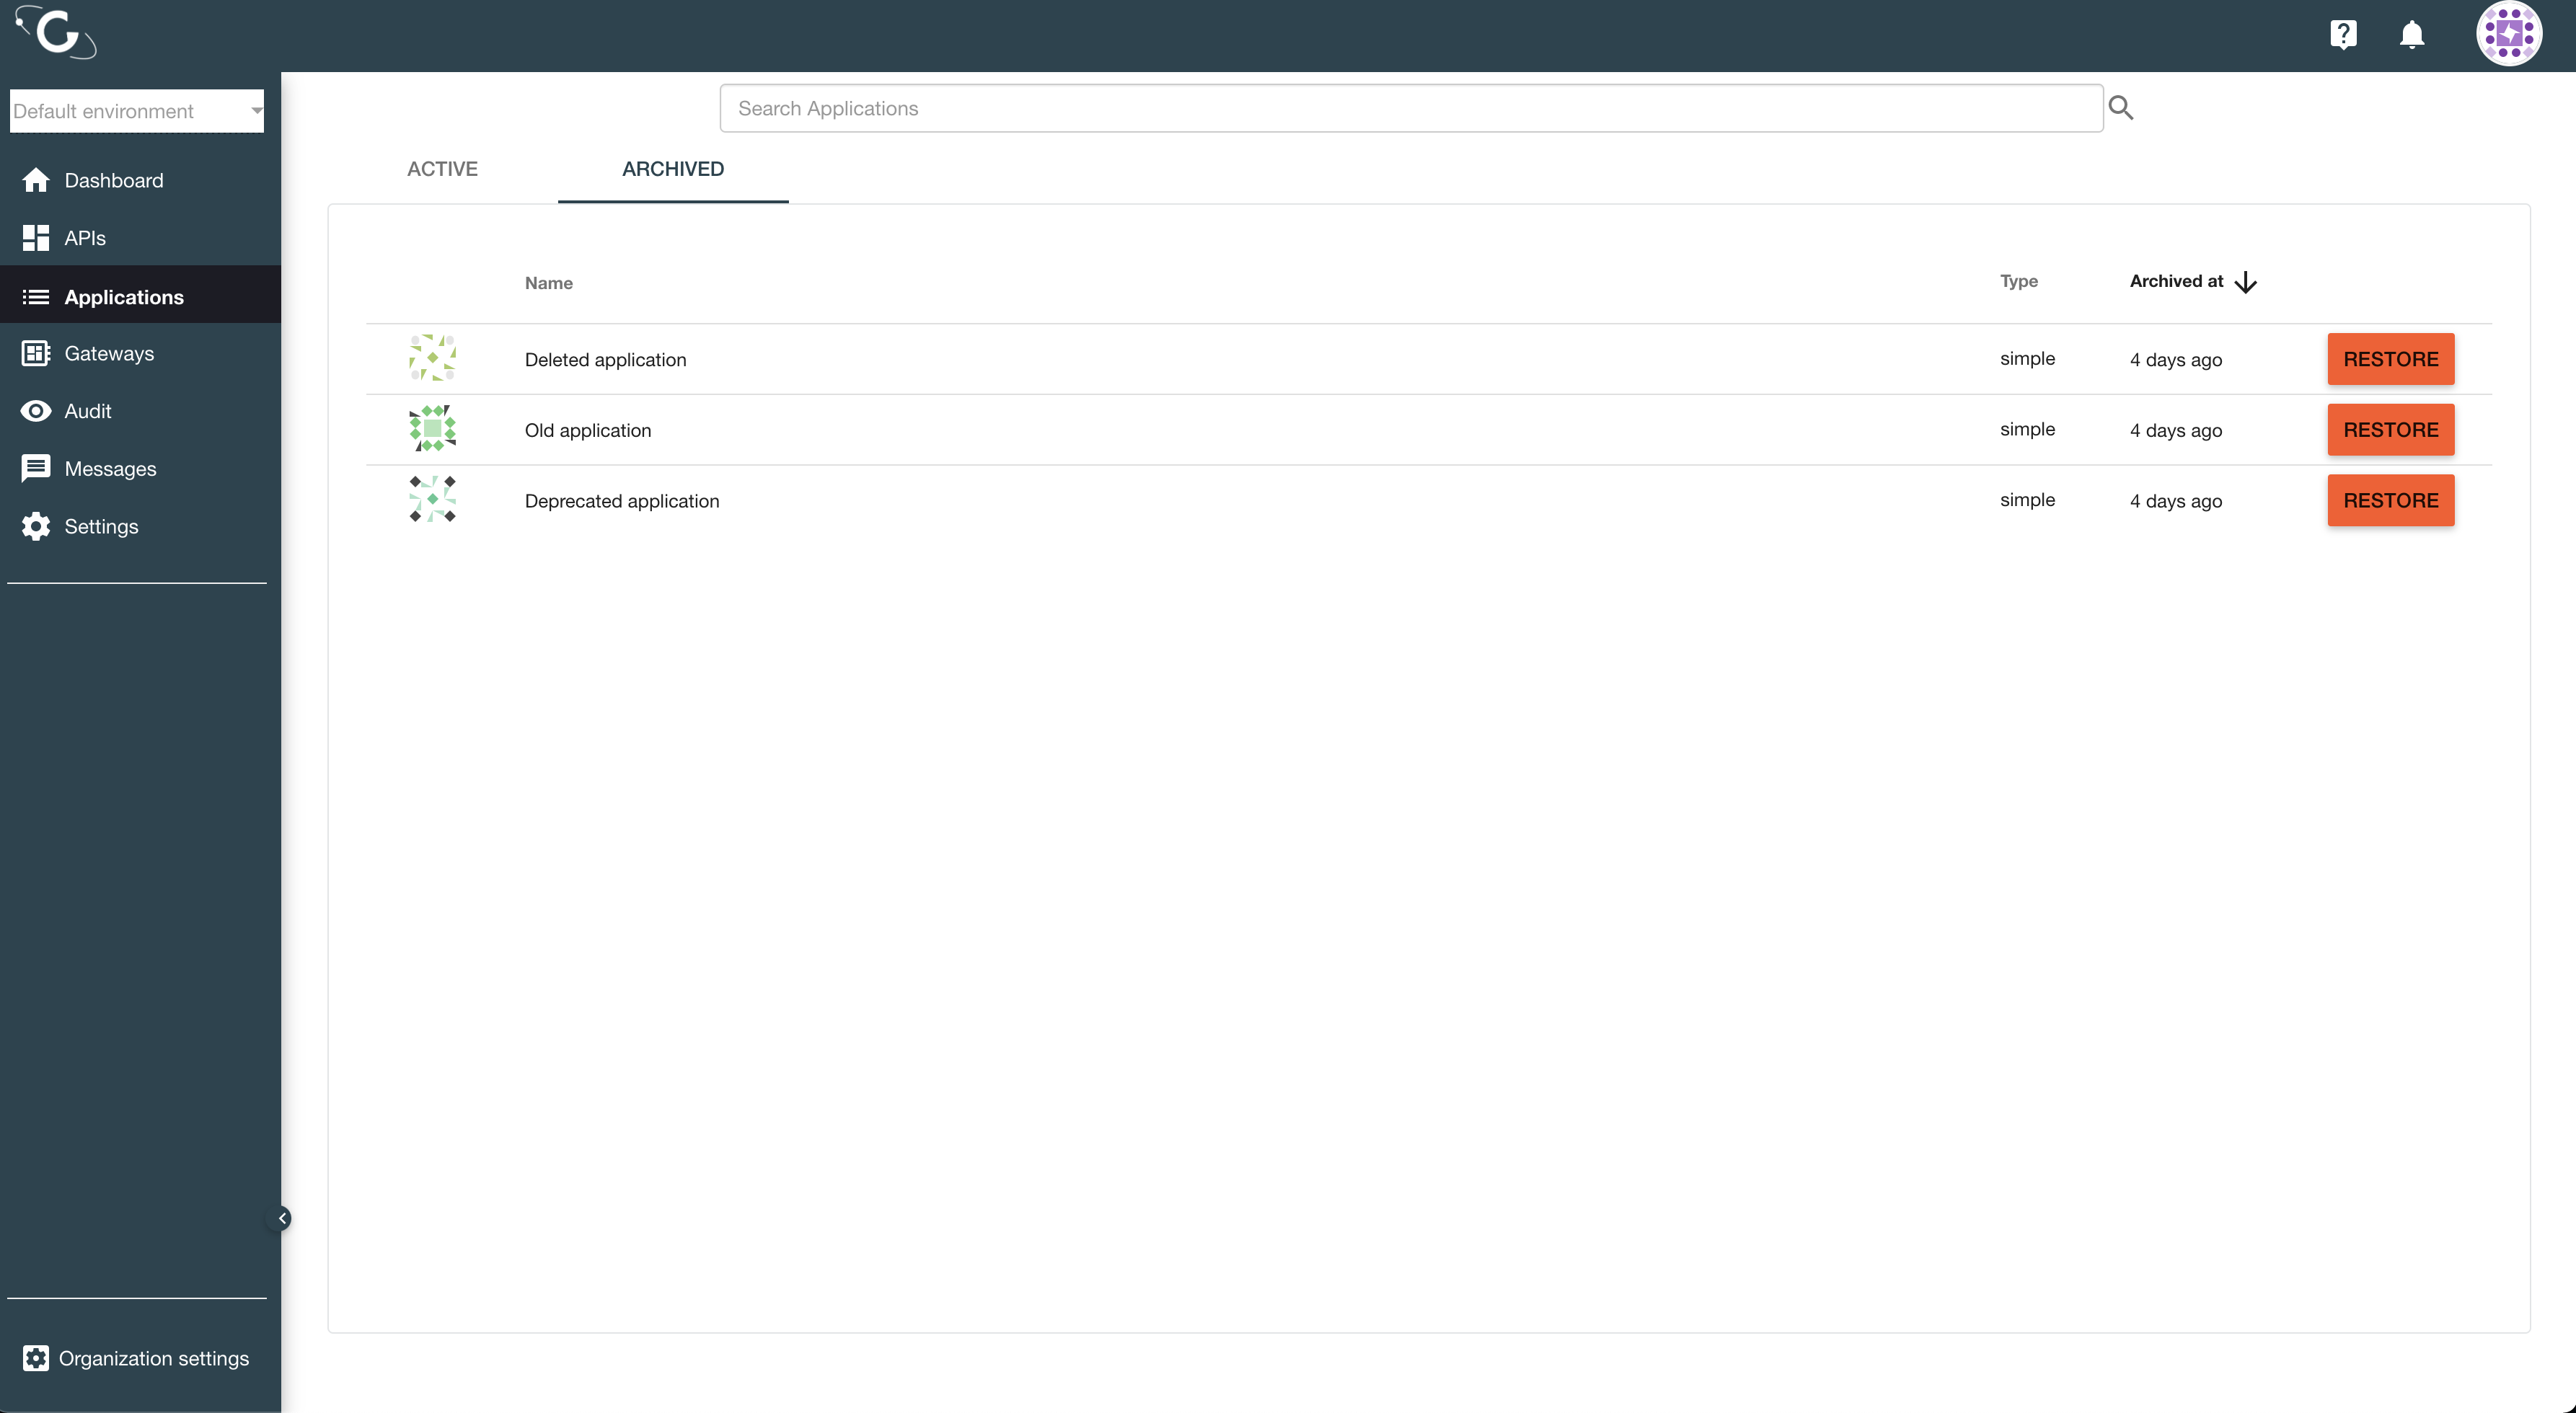 Default environment
Search Applications
Dashboard
APIs
Applications
Gateways
Audit
Messages
Settings
Organization settings
ACTIVE ARCHIVED
Name Type Archived at
Deleted application simple 4 days ago RESTORE
Old application simple 4 days ago RESTORE
Deprecated application simple 4 days ago RESTORE